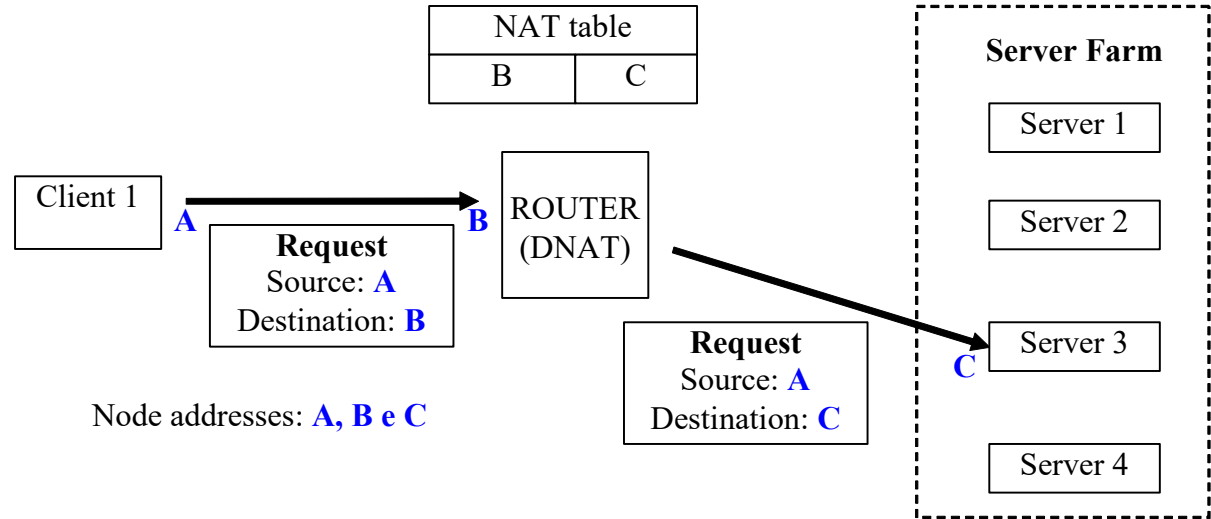 NAT table
B C
Server Farm
Server 1
Client 1
A
B
ROUTER
(DNAT)
Server 2
Request
Source: A
Destination: B
Request
Source: A
Destination: C
C
Server 3
Node addresses: A, B e C
Server 4